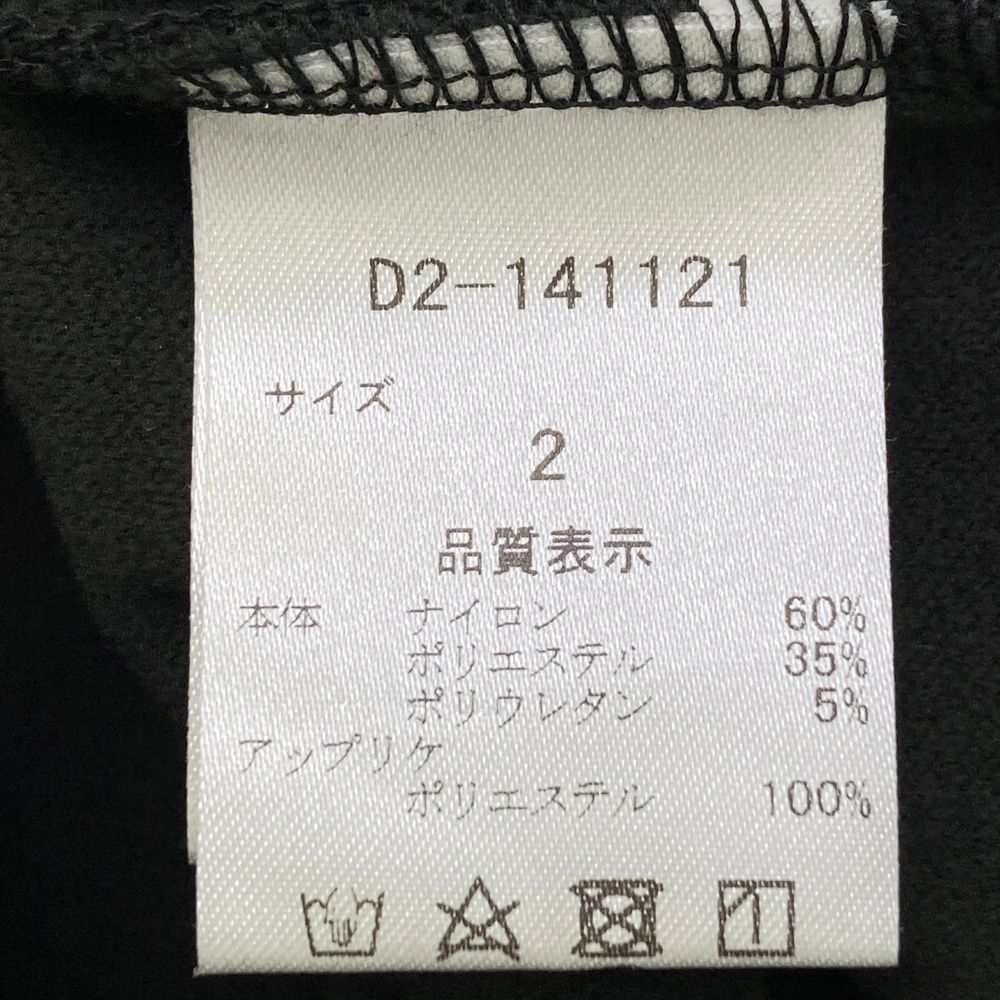 D2-141121
サイズ
2
品質表示
本体 ナイロン 60%
ポリエステル 35%
ポリウレタン 5%
アップリケ
ポリエステル 100%